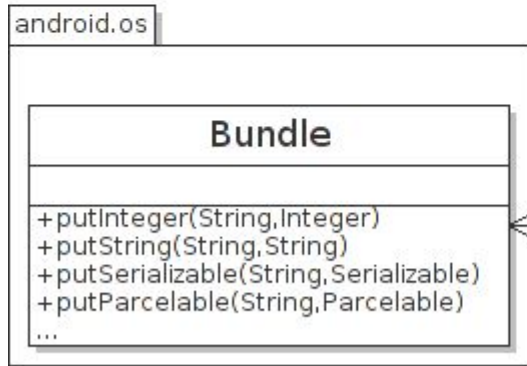 android.os
Bundle
+putInteger(String,Integer)
+putString(String,String)
+putSerializable(String,Serializable)
+putParcelable(String,Parcelable)
...